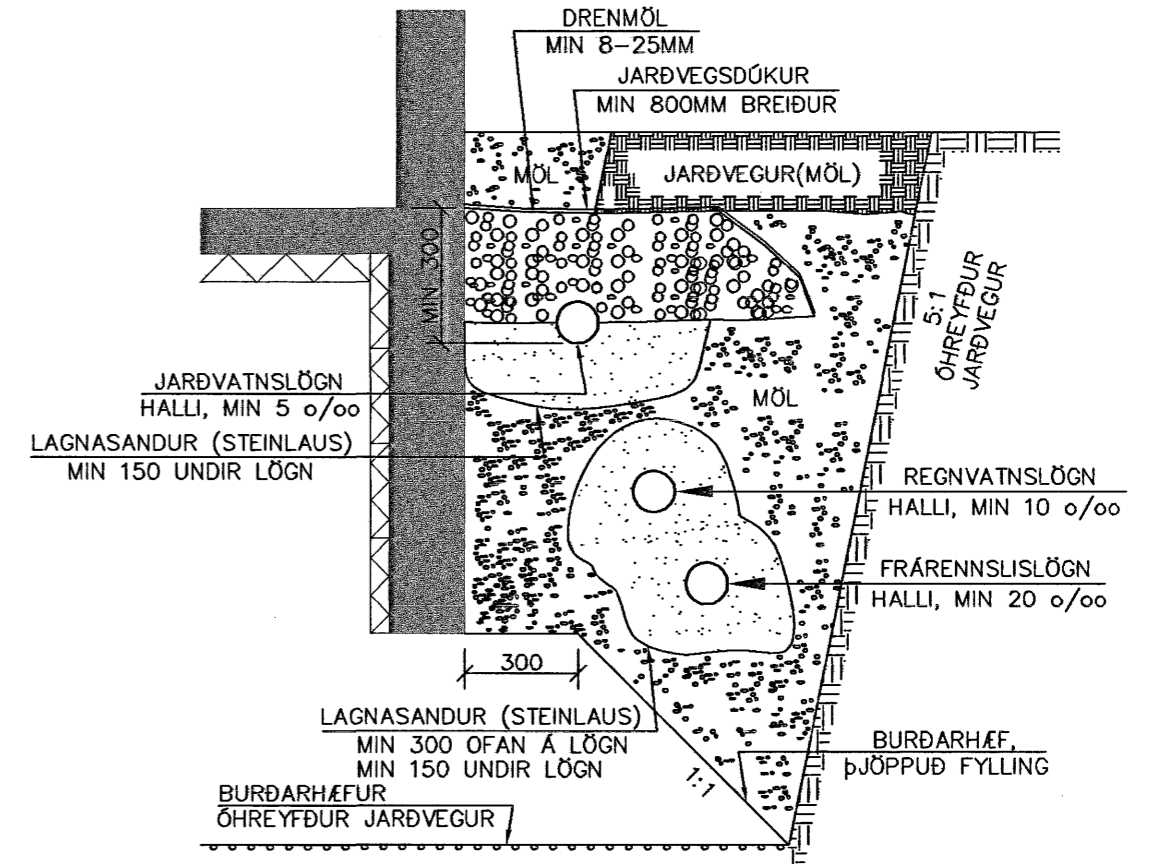 DRENMÖL
MIN 8-25MM
JARÐVEGSDÚKUR
MIN 800MM BREIÐUR
MÖL
JARÐVEGUR(MÖL)
MIN 300
5:1
ÓHREYFÐUR
JARÐVEGUR
JARÐVATNSLÖGN
HALLI, MIN 5 o/oo
MÖL
LAGNASANDUR (STEINLAUS)
MIN 150 UNDIR LÖGN
REGNVATNSLÖGN
HALLI, MIN 10 o/oo
FRÁRENNSLISLÖGN
HALLI, MIN 20 o/oo
300
LAGNASANDUR (STEINLAUS)
MIN 300 OFAN Á LÖGN
MIN 150 UNDIR LÖGN
1:1
BURÐARHÆF,
ÞJÖPPUÐ FYLLING
BURÐARHÆFUR
ÓHREYFÐUR JARÐVEGUR